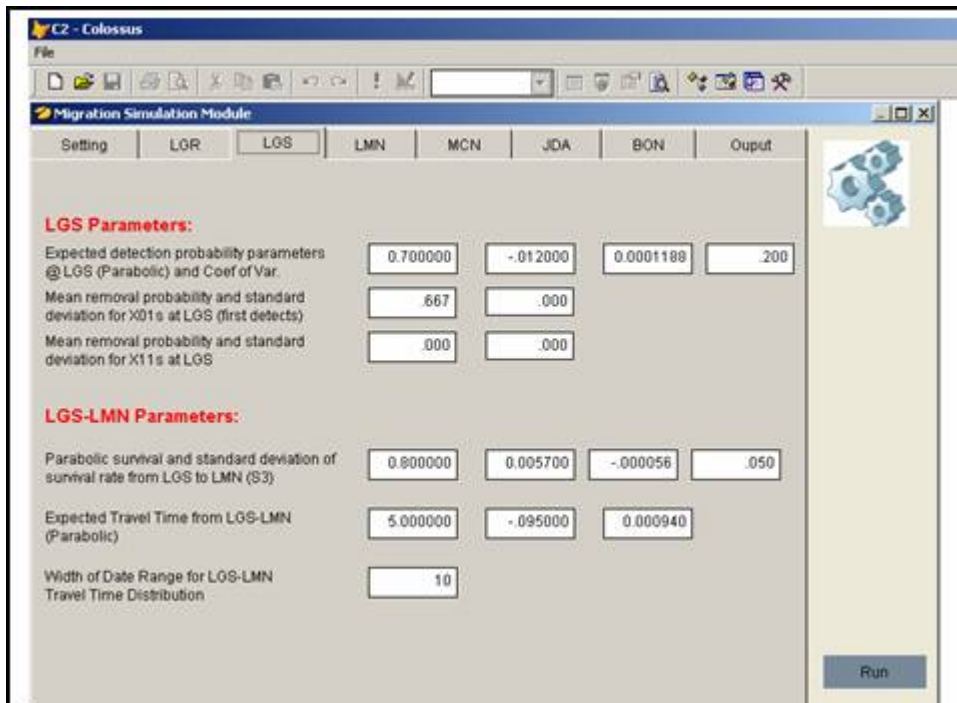 C2 - Colossus
File
Migration Simulation Module
Setting LGR LGS LMN MCN JDA BON Ouput
LGS Parameters:
Expected detection probability parameters
@ LGS (Parabolic) and Coef of Var.
0.700000 -.012000 0.0001188 .200
Mean removal probability and standard
deviation for X01s at LGS (first detects)
.667 .000
Mean removal probability and standard
deviation for X11s at LGS
.000 .000
LGS-LMN Parameters:
Parabolic survival and standard deviation of
survival rate from LGS to LMN (S3)
0.800000 0.005700 -.000056 .050
Expected Travel Time from LGS-LMN
(Parabolic)
5.000000 -.095000 0.000940
Width of Date Range for LGS-LMN
Travel Time Distribution
10
Run